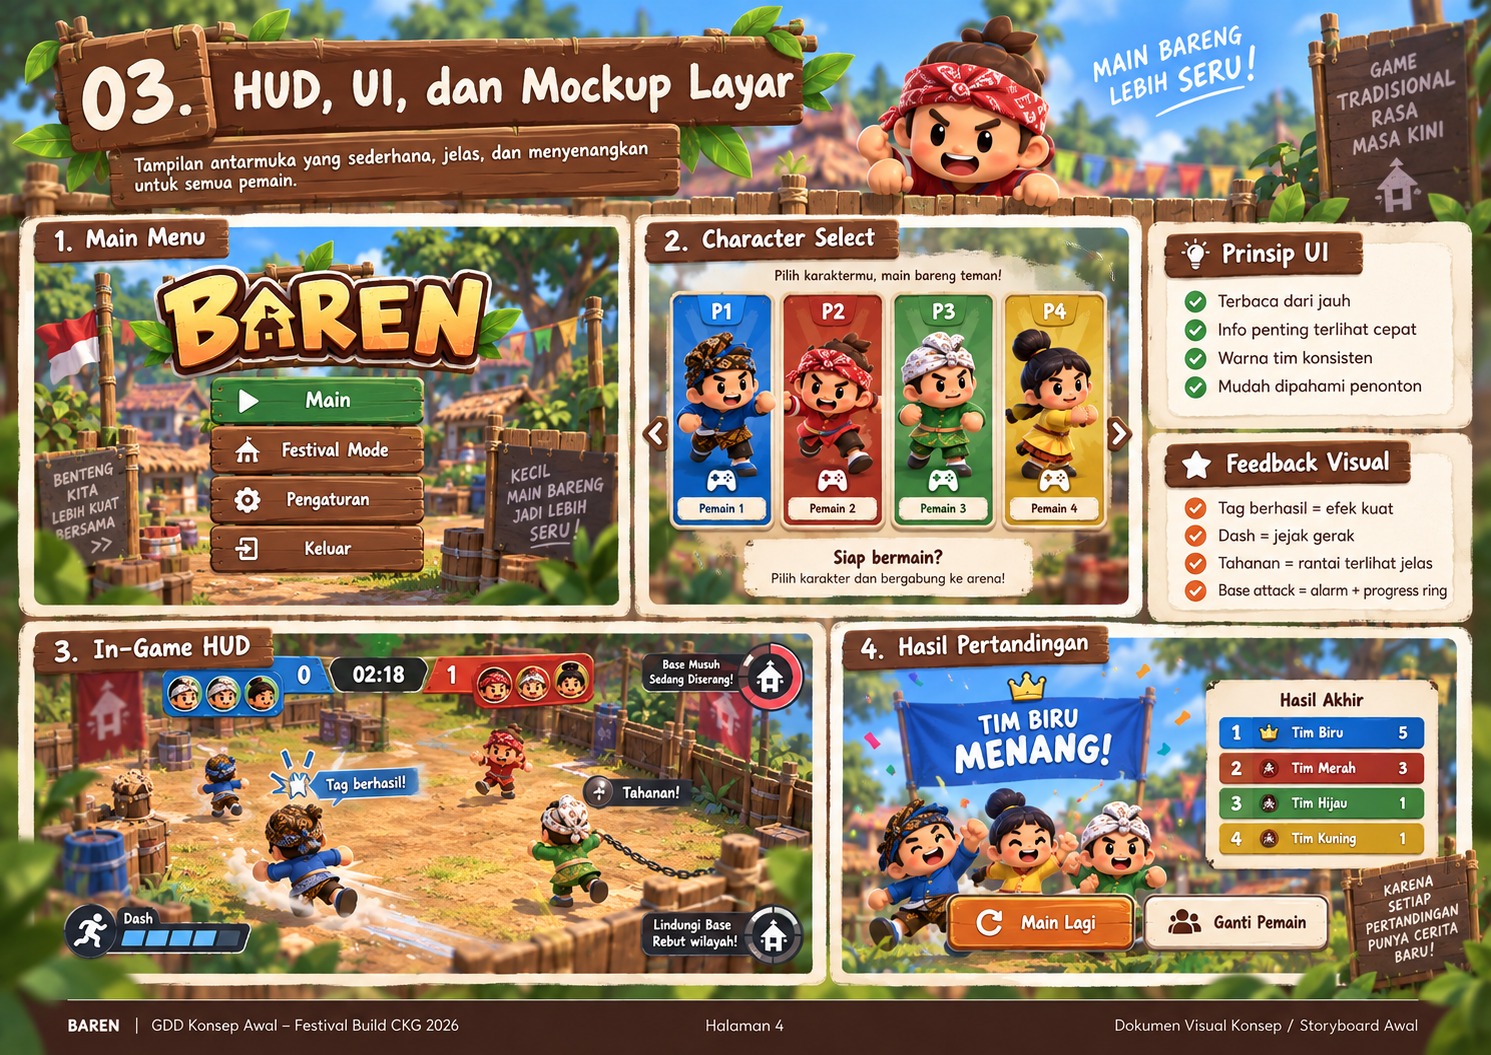 03.
HUD, UI, dan Mockup Layar
Tampilan antarmuka yang sederhana, jelas, dan menyenangkan
untuk semua pemain.
MAIN BARENG
LEBIH SERU!
GAME
TRADISIONAL
RASA
MASA KINI
1. Main Menu
BAREN
Main
Festival Mode
Pengaturan
Keluar
BENTENG
KITA
LEBIH KUAT
BERSAMA
>>
KECIL
MAIN BARENG
JADI LEBIH
SERU!
2. Character Select
Pilih karaktermu, main bareng teman!
P1
P2
P3
P4
Pemain 1
Pemain 2
Pemain 3
Pemain 4
Siap bermain?
Pilih karakter dan bergabung ke arena!
Prinsip UI
Terbaca dari jauh
Info penting terlihat cepat
Warna tim konsisten
Mudah dipahami penonton
Feedback Visual
Tag berhasil = efek kuat
Dash = jejak gerak
Tahanan = rantai terlihat jelas
Base attack = alarm + progress ring
3. In-Game HUD
0
02:18
1
Base Musuh
Sedang Diserang!
Tag berhasil!
Tahanan!
Dash
Lindungi Base
Rebut wilayah!
4. Hasil Pertandingan
TIM BIRU
MENANG!
Hasil Akhir
1 Tim Biru 5
2 Tim Merah 3
3 Tim Hijau 1
4 Tim Kuning 1
Main Lagi
Ganti Pemain
KARENA
SETIAP
PERTANDINGAN
PUNYA CERITA
BARU!
BAREN | GDD Konsep Awal – Festival Build CKG 2026
Halaman 4
Dokumen Visual Konsep / Storyboard Awal